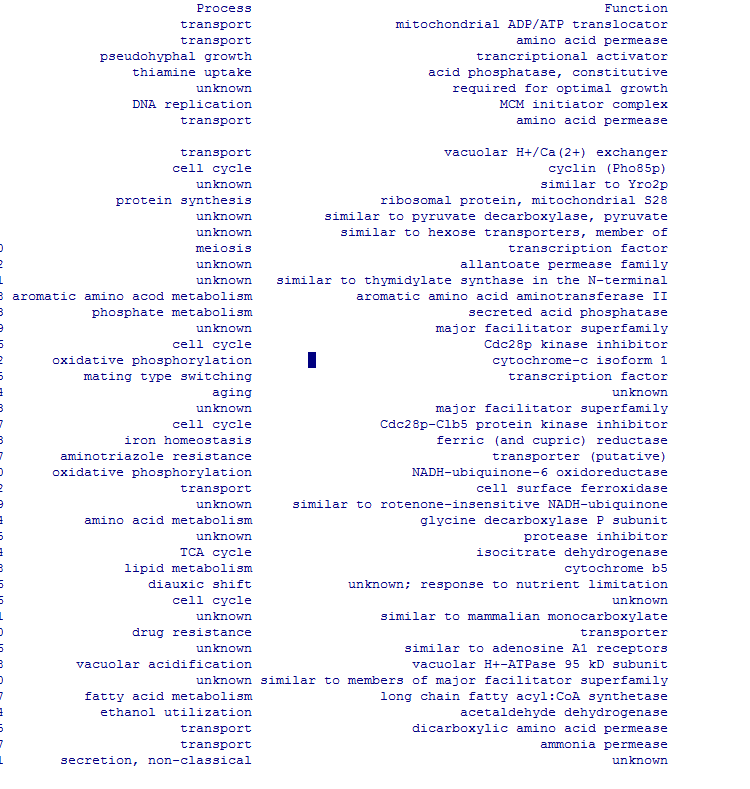 Process Function
transport mitochondrial ADP/ATP translocator
transport amino acid permease
pseudohyphal growth trancriptional activator
thiamine uptake acid phosphatase, constitutive
unknown required for optimal growth
DNA replication MCM initiator complex
transport amino acid permease
transport vacuolar H+/Ca(2+) exchanger
cell cycle cyclin (Pho85p)
unknown similar to Yro2p
protein synthesis ribosomal protein, mitochondrial S28
unknown similar to pyruvate decarboxylase, pyruvate
unknown similar to hexose transporters, member of
meiosis transcription factor
unknown allantoate permease family
unknown similar to thymidylate synthase in the N-terminal
aromatic amino acod metabolism aromatic amino acid aminotransferase II
phosphate metabolism secreted acid phosphatase
unknown major facilitator superfamily
cell cycle Cdc28p kinase inhibitor
oxidative phosphorylation cytochrome-c isoform 1
mating type switching transcription factor
aging unknown
unknown major facilitator superfamily
cell cycle Cdc28p-Clb5 protein kinase inhibitor
iron homeostasis ferric (and cupric) reductase
aminotriazole resistance transporter (putative)
oxidative phosphorylation NADH-ubiquinone-6 oxidoreductase
transport cell surface ferroxidase
unknown similar to rotenone-insensitive NADH-ubiquinone
amino acid metabolism glycine decarboxylase P subunit
unknown protease inhibitor
TCA cycle isocitrate dehydrogenase
lipid metabolism cytochrome b5
diauxic shift unknown; response to nutrient limitation
cell cycle unknown
unknown similar to mammalian monocarboxylate
drug resistance transporter
unknown similar to adenosine A1 receptors
vacuolar acidification vacuolar H+-ATPase 95 kD subunit
unknown similar to members of major facilitator superfamily
fatty acid metabolism long chain fatty acyl:CoA synthetase
ethanol utilization acetaldehyde dehydrogenase
transport dicarboxylic amino acid permease
transport ammonia permease
secretion, non-classical unknown